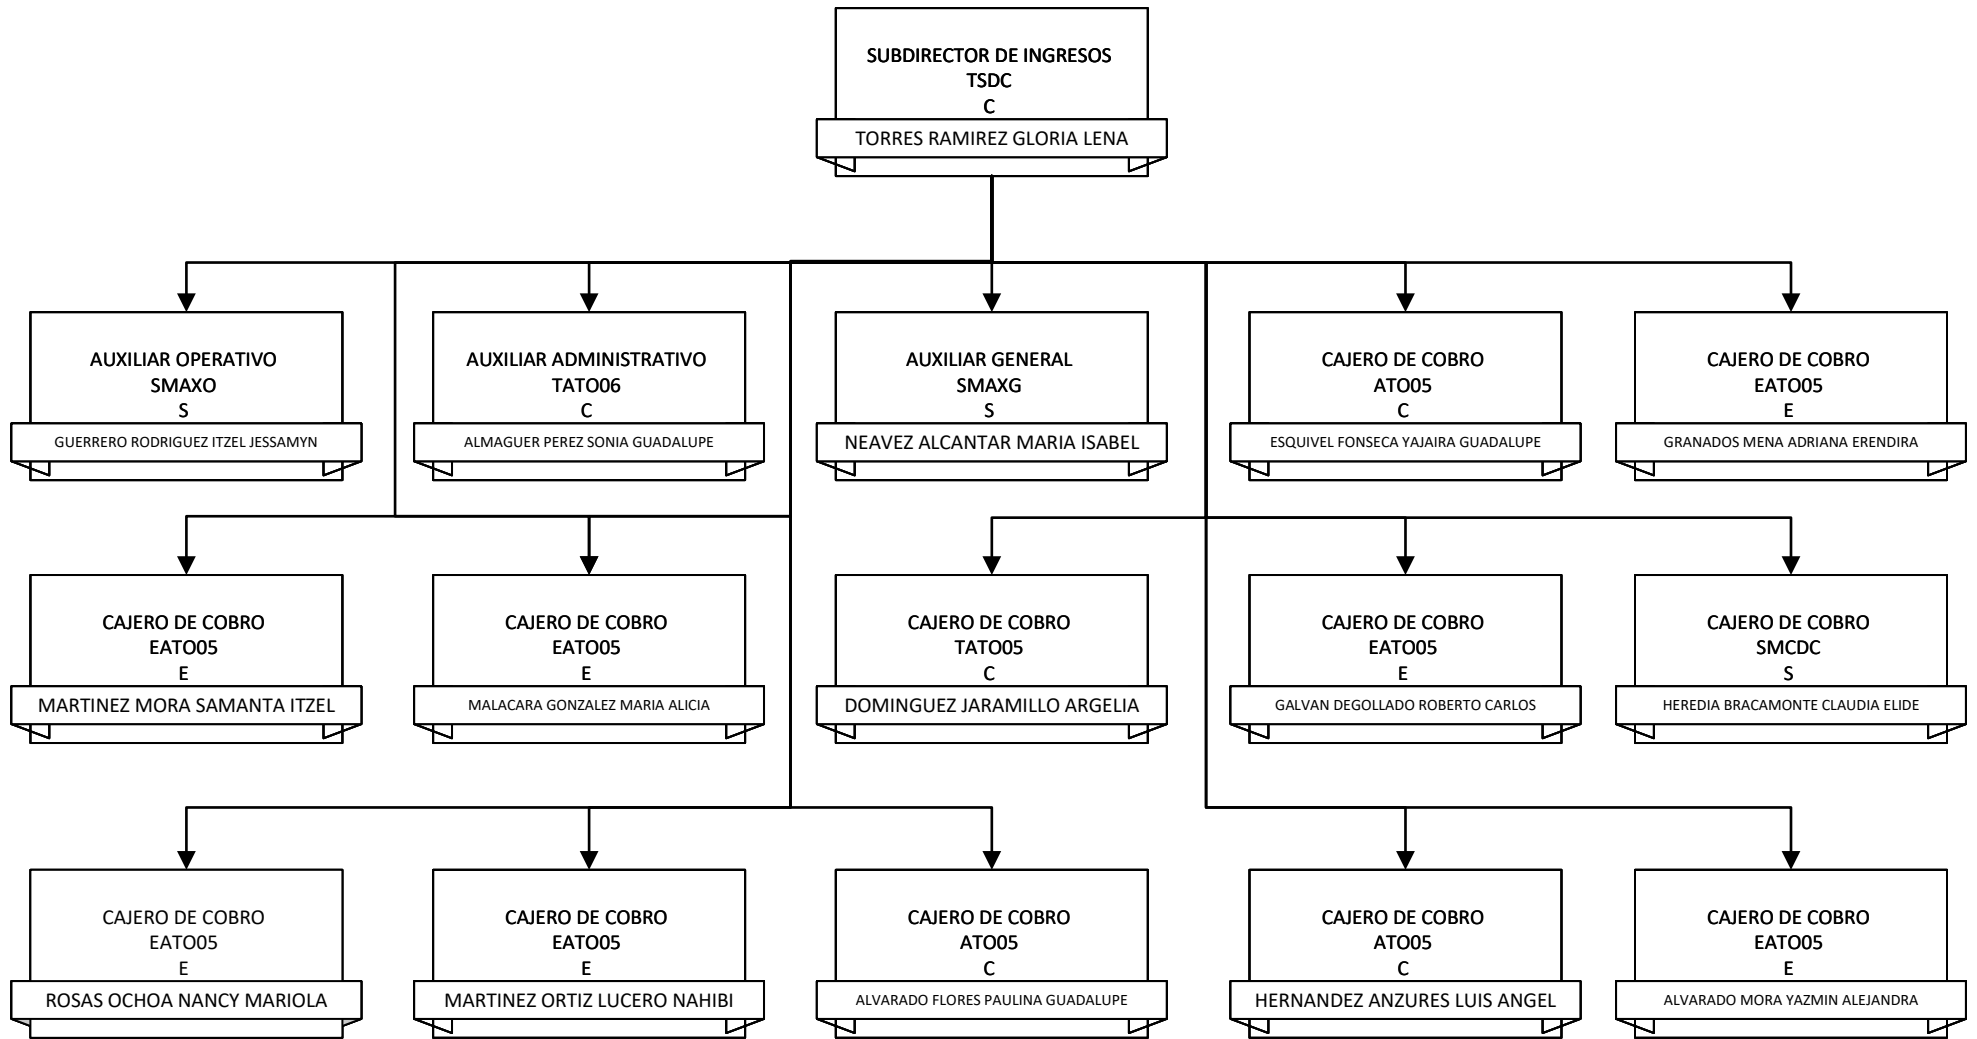 SUBDIRECTOR DE INGRESOS
TSDC
C
TORRES RAMIREZ GLORIA LENA
AUXILIAR OPERATIVO
SMAXO
S
GUERRERO RODRIGUEZ ITZEL JESSAMYN
AUXILIAR ADMINISTRATIVO
TATO06
C
ALMAGUER PEREZ SONIA GUADALUPE
AUXILIAR GENERAL
SMAXG
S
NEAVEZ ALCANTAR MARIA ISABEL
CAJERO DE COBRO
ATO05
C
ESQUIVEL FONSECA YAJAIRA GUADALUPE
CAJERO DE COBRO
EATO05
E
GRANADOS MENA ADRIANA ERENDIRA
CAJERO DE COBRO
EATO05
E
MARTINEZ MORA SAMANTA ITZEL
CAJERO DE COBRO
EATO05
E
MALACARA GONZALEZ MARIA ALICIA
CAJERO DE COBRO
TATO05
C
DOMINGUEZ JARAMILLO ARGELIA
CAJERO DE COBRO
EATO05
E
GALVAN DEGOLLADO ROBERTO CARLOS
CAJERO DE COBRO
SMCDC
S
HEREDIA BRACAMONTE CLAUDIA ELIDE
CAJERO DE COBRO
EATO05
E
ROSAS OCHOA NANCY MARIOLA
CAJERO DE COBRO
EATO05
E
MARTINEZ ORTIZ LUCERO NAHIBI
CAJERO DE COBRO
ATO05
C
ALVARADO FLORES PAULINA GUADALUPE
CAJERO DE COBRO
ATO05
C
HERNANDEZ ANZURES LUIS ANGEL
CAJERO DE COBRO
EATO05
E
ALVARADO MORA YAZMIN ALEJANDRA